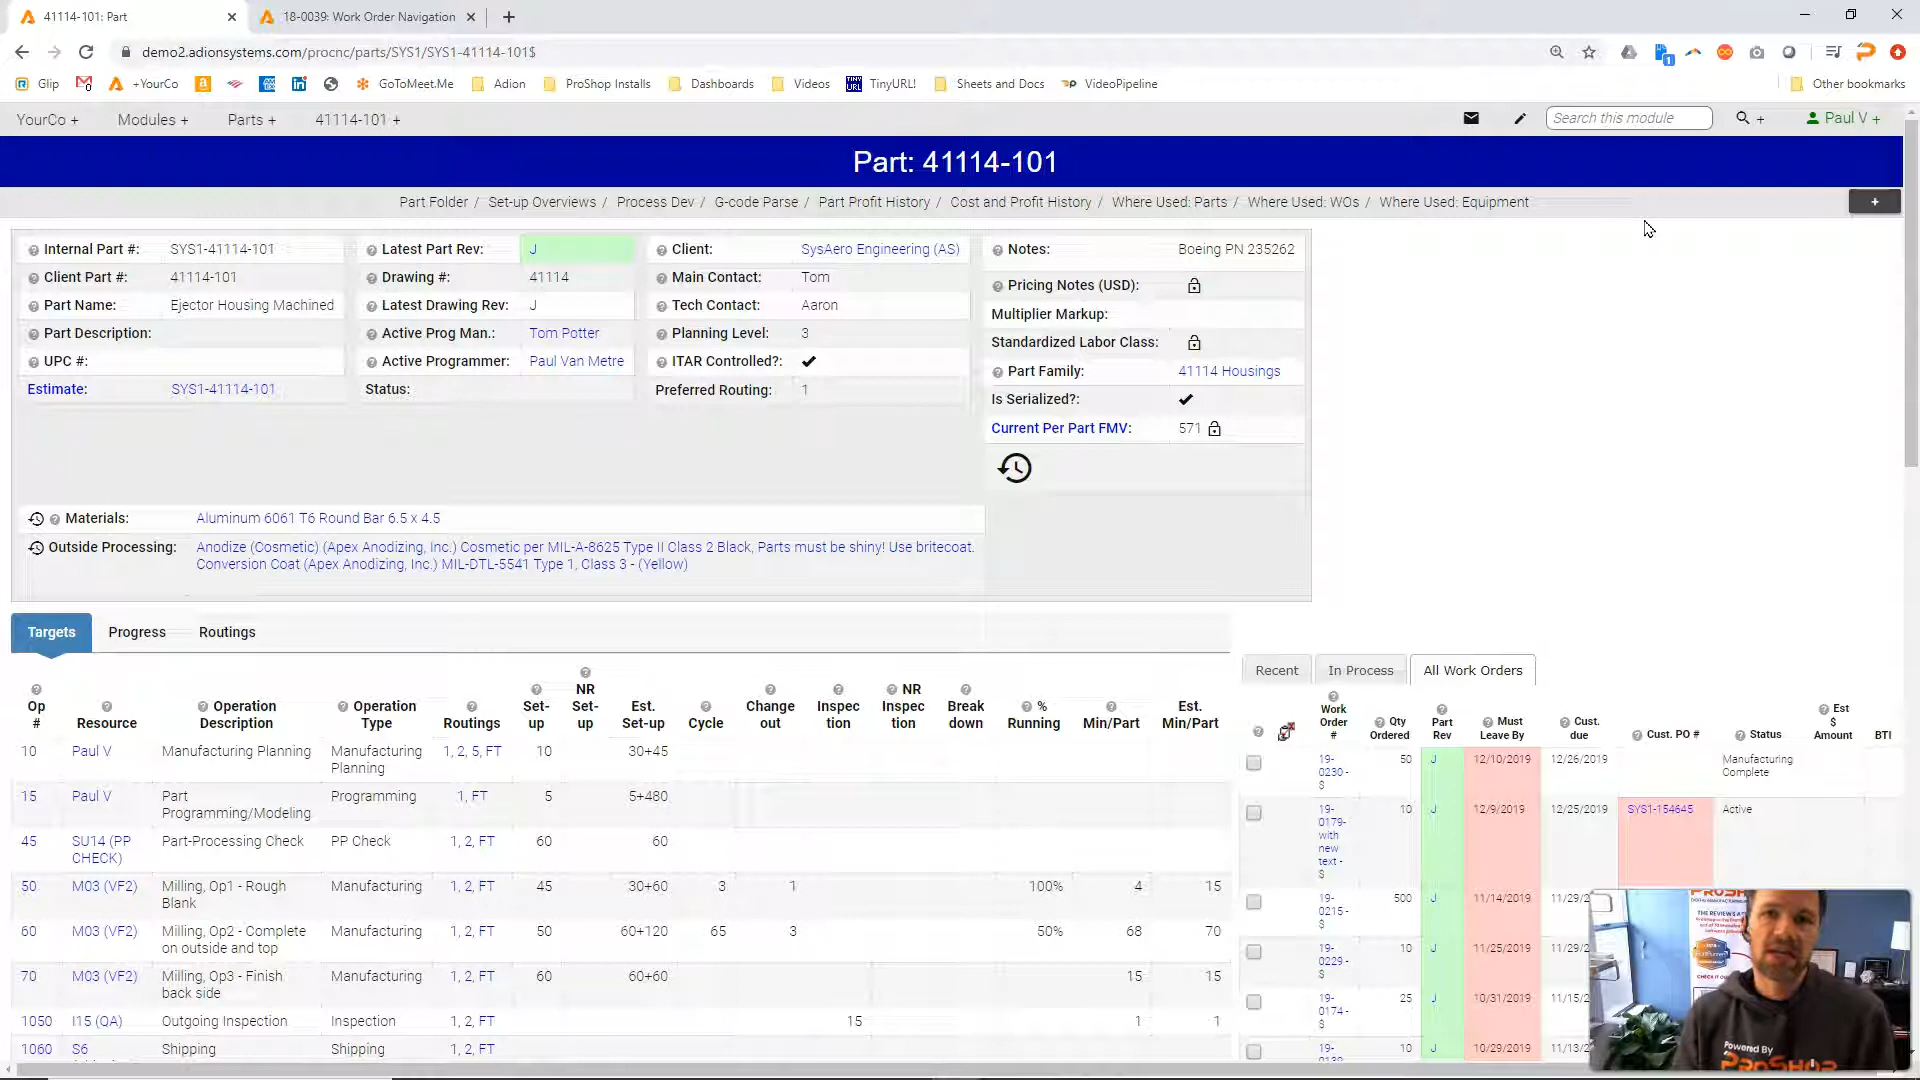 41114-101: Part
18-0039: Work Order Navigation
demo2.adionsystems.com/procnc/parts/SYS1/SYS1-41114-101$
Glip
+YourCo
GoToMeet.Me
Adion
ProShop Installs
Dashboards
Videos
TinyURL!
Sheets and Docs
VideoPipeline
Other bookmarks
YourCo +
Modules +
Parts +
41114-101 +
Search this module
Paul V +
Part: 41114-101
Part Folder / Set-up Overviews / Process Dev / G-code Parse / Part Profit History / Cost and Profit History / Where Used: Parts / Where Used: WOs / Where Used: Equipment
+
Internal Part #: SYS1-41114-101
Client Part #: 41114-101
Part Name: Ejector Housing Machined
Part Description:
UPC #:
Estimate: SYS1-41114-101
Latest Part Rev: J
Drawing #: 41114
Latest Drawing Rev: J
Active Prog Man.: Tom Potter
Active Programmer: Paul Van Metre
Status:
Client: SysAero Engineering (AS)
Main Contact: Tom
Tech Contact: Aaron
Planning Level: 3
ITAR Controlled?: ✔
Preferred Routing: 1
Notes: Boeing PN 235262
Pricing Notes (USD):
Multiplier Markup:
Standardized Labor Class:
Part Family: 41114 Housings
Is Serialized?: ✔
Current Per Part FMV: 571
Materials: Aluminum 6061 T6 Round Bar 6.5 x 4.5
Outside Processing: Anodize (Cosmetic) (Apex Anodizing, Inc.) Cosmetic per MIL-A-8625 Type II Class 2 Black, Parts must be shiny! Use britecoat.
Conversion Coat (Apex Anodizing, Inc.) MIL-DTL-5541 Type 1, Class 3 - (Yellow)
Targets Progress Routings
Op # Resource Operation Description Operation Type Routings Set-up NR Set-up Est. Set-up Cycle Change out Inspection NR Inspection Break down % Running Min/Part Est. Min/Part
10 Paul V Manufacturing Planning Manufacturing Planning 1, 2, 5, FT 10 30+45
15 Paul V Part Programming/Modeling Programming 1, FT 5 5+480
45 SU14 (PP CHECK) Part-Processing Check PP Check 1, 2, FT 60 60
50 M03 (VF2) Milling, Op1 - Rough Blank Manufacturing 1, 2, FT 45 30+60 3 1 100% 4 15
60 M03 (VF2) Milling, Op2 - Complete on outside and top Manufacturing 1, 2, FT 50 60+120 65 3 50% 68 70
70 M03 (VF2) Milling, Op3 - Finish back side Manufacturing 1, 2, FT 60 60+60 15 15
1050 I15 (QA) Outgoing Inspection Inspection 1, 2, FT 15 1 1
1060 S6 Shipping Shipping 1, 2, FT
Recent In Process All Work Orders
Work Order # Qty Ordered Part Rev Must Leave By Cust. due Cust. PO # Status Est $ Amount BTI
19-0230 - $ 50 J 12/10/2019 12/26/2019 Manufacturing Complete
19-0179-with new text - $ 10 J 12/9/2019 12/25/2019 SYS1-154645 Active
19-0215 - $ 500 J 11/14/2019 11/29/2
19-0229 - $ 10 J 11/25/2019 11/29/2
19-0174 - $ 25 J 10/31/2019 11/15/2
19- 10 J 10/29/2019 11/13/2
Powered By
PROSHOP